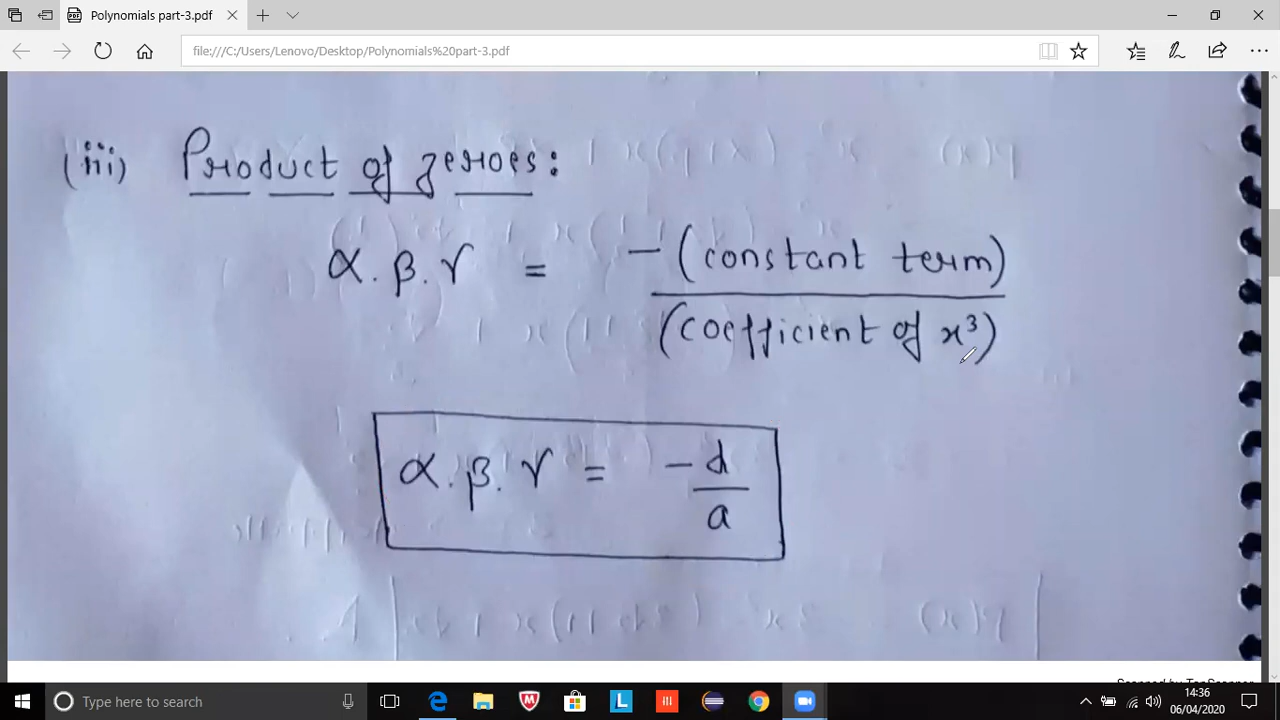 Polynomials part-3.pdf
file:///C:/Users/Lenovo/Desktop/Polynomials%20part-3.pdf
(iii) Product of zeroes:
α.β.γ = -(constant term)
(coefficient of x³)
α.β.γ = -d
a
Type here to search
14:36
06/04/2020